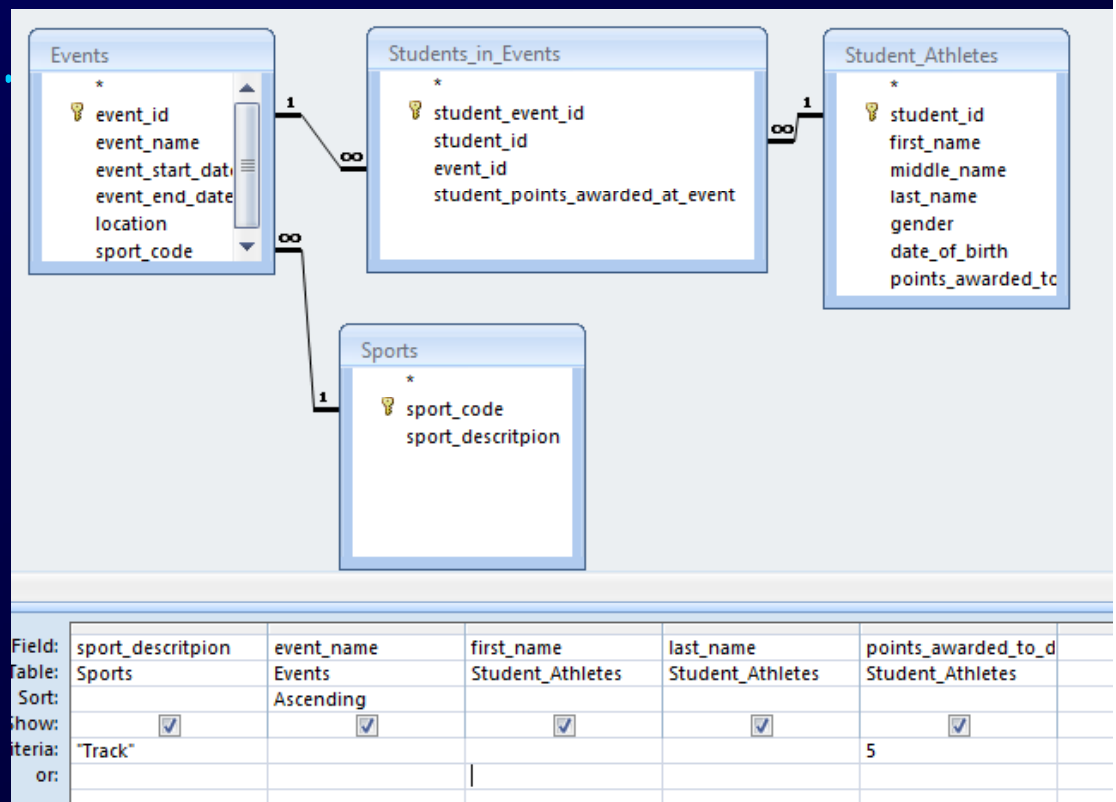 Events
*
event_id
event_name
event_start_date
event_end_date
location
sport_code
1
∞
Students_in_Events
*
student_event_id
student_id
event_id
student_points_awarded_at_event
∞
1
Student_Athletes
*
student_id
first_name
middle_name
last_name
gender
date_of_birth
points_awarded_to
∞
1
Sports
*
sport_code
sport_descritpion
Field: sport_descritpion event_name first_name last_name points_awarded_to_d
Table: Sports Events Student_Athletes Student_Athletes Student_Athletes
Sort: Ascending
Show:
iteria: "Track" 5
or: